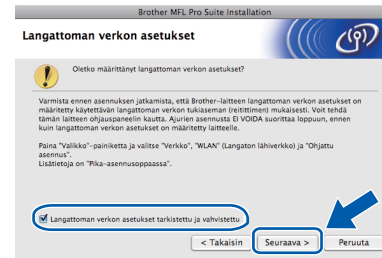 Brother MFL Pro Suite Installation
Langattoman verkon asetukset
Oletko määrittänyt langattoman verkon asetukset?
Varmista ennen asennuksen jatkamista, että Brother-laitteen langattoman verkon asetukset on
määritetty käytettävän langattoman verkon tukiaseman (reitittimen) mukaisesti. Voit tehdä
tämän laitteen ohjauspaneelin kautta. Ajurien asennusta EI VOIDA suorittaa loppuun, ennen
kuin langattoman verkon asetukset on määritetty laitteelle.
Paina "Valikko"-painiketta ja valitse "Verkko", "WLAN" (Langaton lähiverkko) ja "Ohjattu
asennus".
Lisätietoja on "Pika-asennusoppaassa".
Langattoman verkon asetukset tarkistettu ja vahvistettu
< Takaisin
Seuraava >
Peruuta